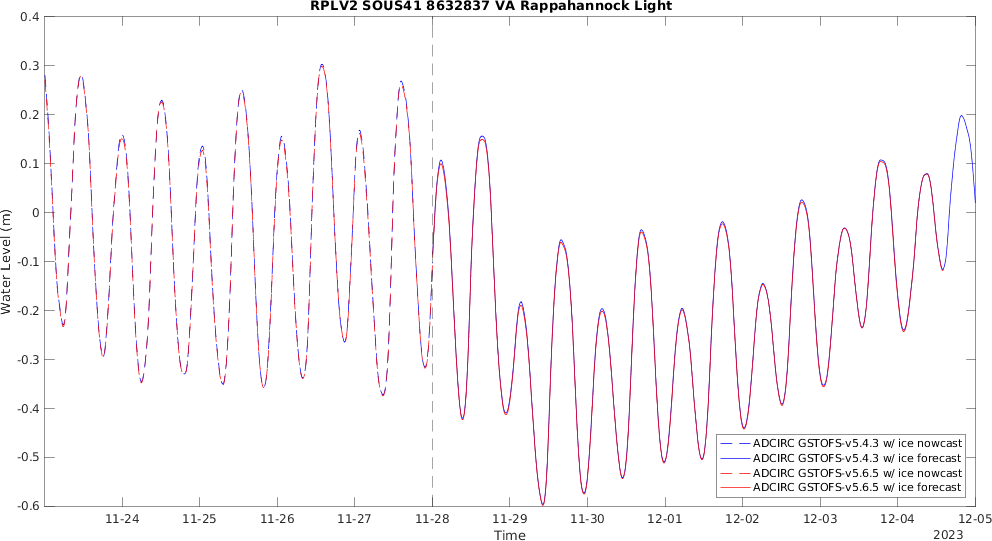 RPLV2 SOUS41 8632837 VA Rappahannock Light
0.4
0.3
0.2
0.1
0
-0.1
-0.2
-0.3
-0.4
-0.5
-0.6
Water Level (m)
ADCIRC GSTOFS-v5.4.3 w/ ice nowcast
ADCIRC GSTOFS-v5.4.3 w/ ice forecast
ADCIRC GSTOFS-v5.6.5 w/ ice nowcast
ADCIRC GSTOFS-v5.6.5 w/ ice forecast
11-24 11-25 11-26 11-27 11-28 11-29 11-30 12-01 12-02 12-03 12-04 12-05
Time
2023